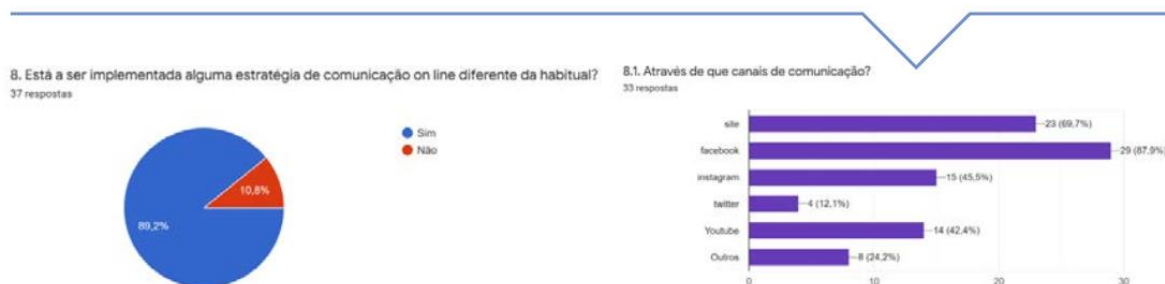 8. Está a ser implementada alguma estratégia de comunicação on line diferente da habitual?
37 respostas
Sim
Não
10,8%
89,2%
8.1. Através de que canais de comunicação?
33 respostas
site
23 (69,7%)
facebook
29 (87,9%)
instagram
15 (45,5%)
twitter
4 (12,1%)
Youtube
14 (42,4%)
Outros
8 (24,2%)
0 10 20 30